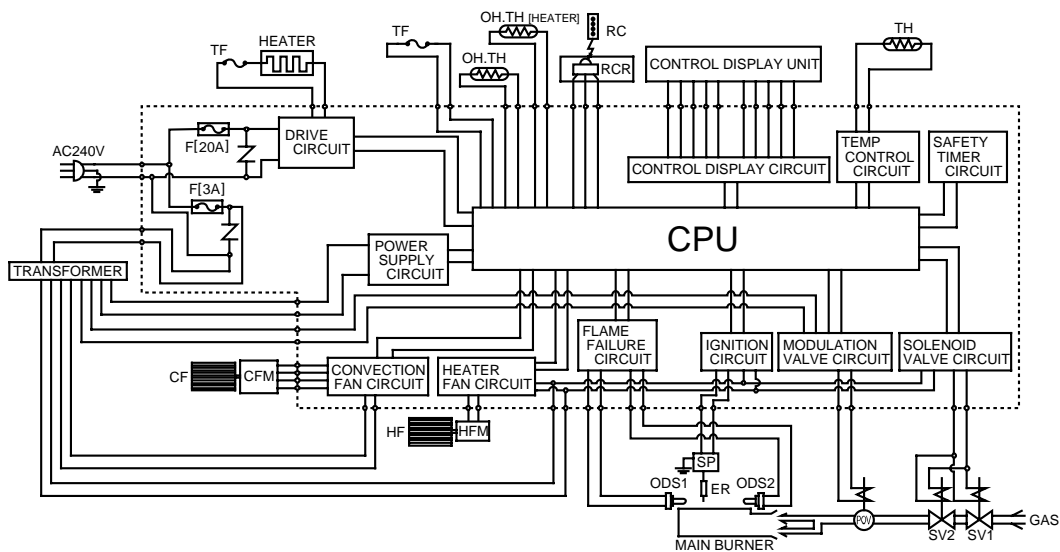 OH.TH [HEATER]
RC
TF
HEATER
TF
TH
OH.TH
RCR
CONTROL DISPLAY UNIT
AC240V
F[20A]
DRIVE
CIRCUIT
CONTROL DISPLAY CIRCUIT
TEMP
CONTROL
CIRCUIT
SAFETY
TIMER
CIRCUIT
F[3A]
CPU
TRANSFORMER
POWER
SUPPLY
CIRCUIT
FLAME
FAILURE
CIRCUIT
IGNITION
CIRCUIT
MODULATION
VALVE CIRCUIT
SOLENOID
VALVE CIRCUIT
CF
CFM
CONVECTION
FAN CIRCUIT
HEATER
FAN CIRCUIT
HF
HFM
SP
ODS1
ER
ODS2
POV
GAS
SV2
SV1
MAIN BURNER